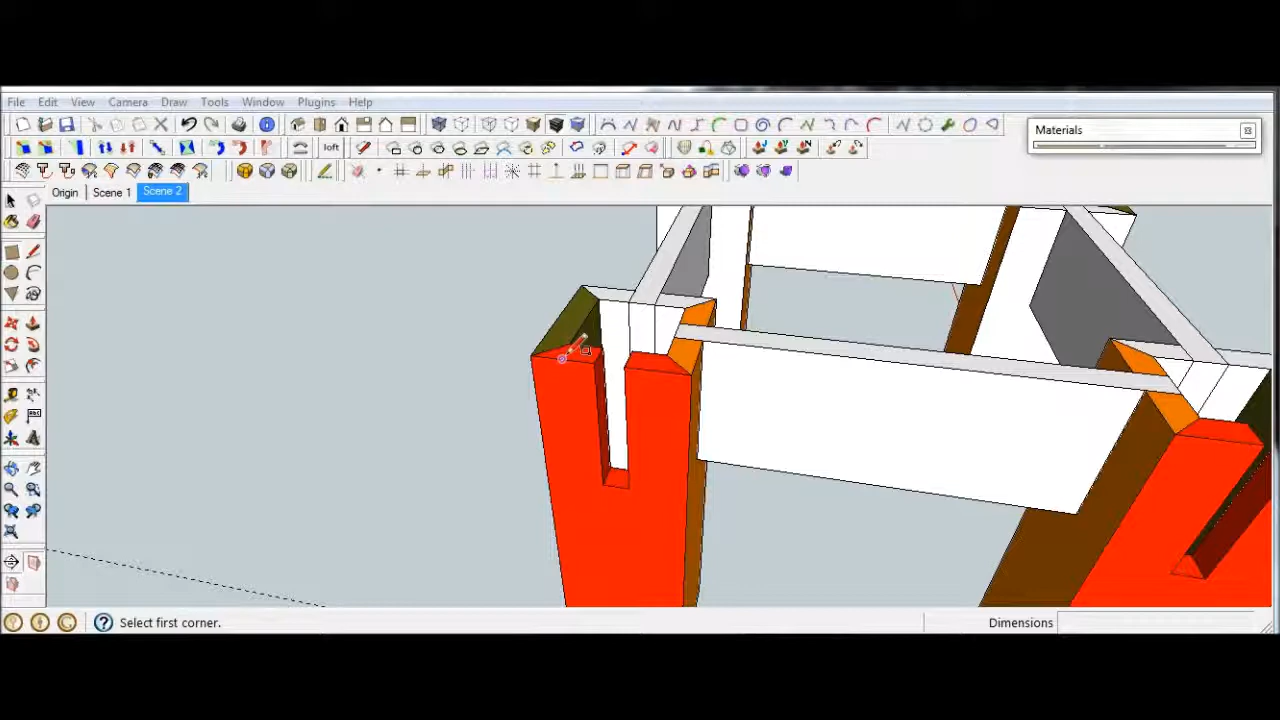 File Edit View Camera Draw Tools Window Plugins Help
Materials
loft
Origin Scene 1 Scene 2
Select first corner. Dimensions